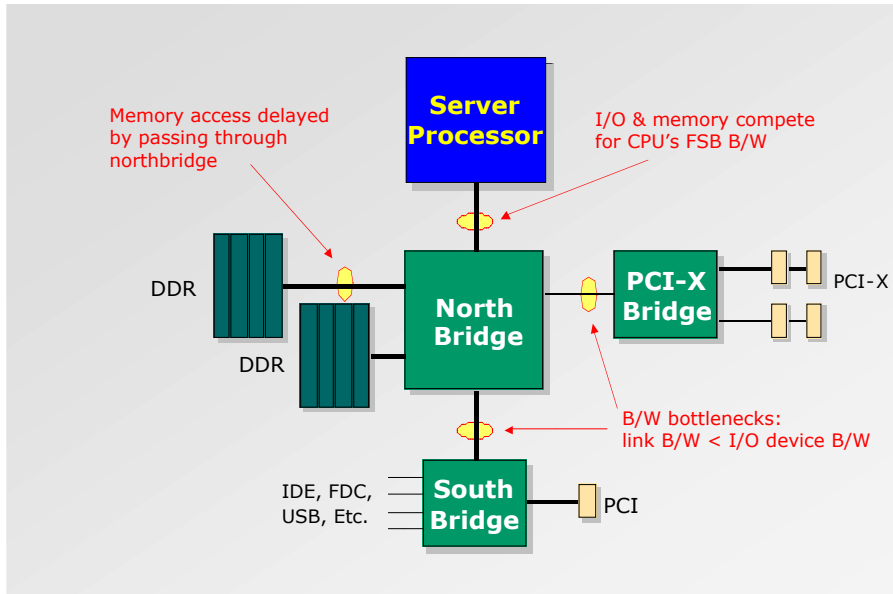 Server
Processor
Memory access delayed
by passing through
northbridge
I/O & memory compete
for CPU's FSB B/W
DDR
North
Bridge
PCI-X
Bridge
PCI-X
DDR
B/W bottlenecks:
link B/W < I/O device B/W
IDE, FDC,
USB, Etc.
South
Bridge
PCI